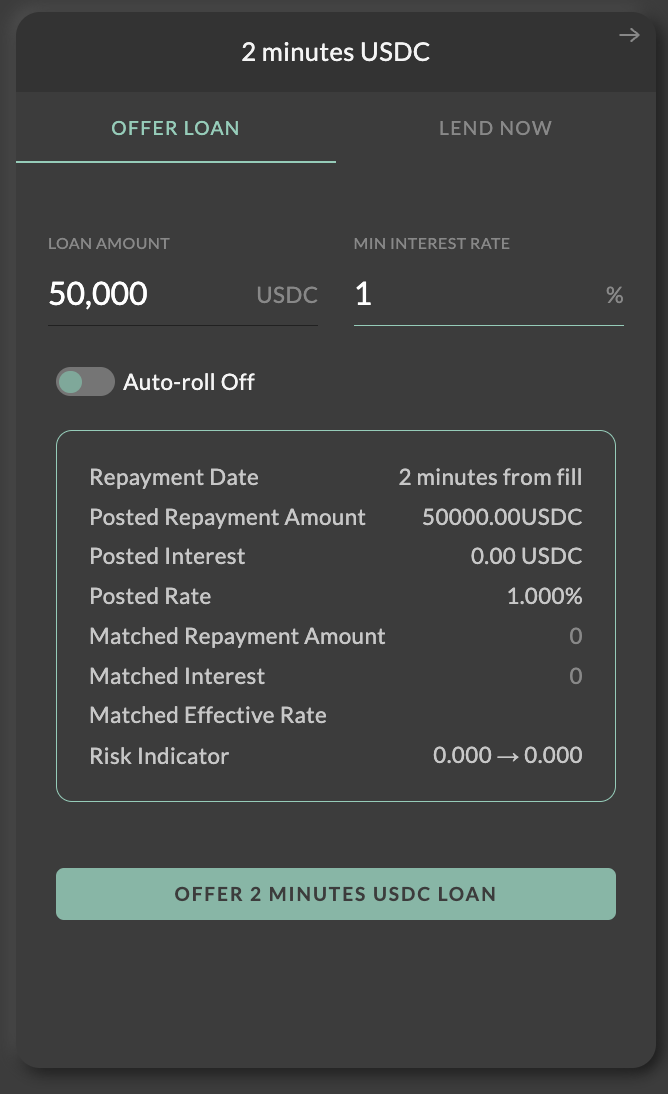 2 minutes USDC →
OFFER LOAN LEND NOW
LOAN AMOUNT MIN INTEREST RATE
50,000 USDC 1 %
Auto-roll Off
Repayment Date 2 minutes from fill
Posted Repayment Amount 50000.00USDC
Posted Interest 0.00 USDC
Posted Rate 1.000%
Matched Repayment Amount 0
Matched Interest 0
Matched Effective Rate
Risk Indicator 0.000 → 0.000
OFFER 2 MINUTES USDC LOAN